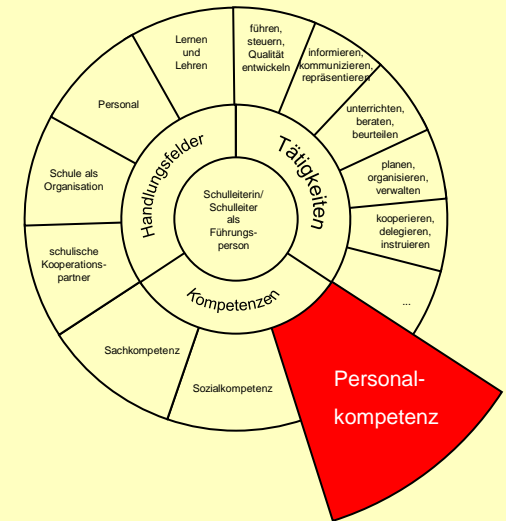 Lernen
und
Lehren
führen,
steuern,
Qualität
entwickeln
informieren,
kommunizieren,
repräsentieren
unterrichten,
beraten,
beurteilen
planen,
organisieren,
verwalten
kooperieren,
delegieren,
instruieren
...
Personal-
kompetenz
Sozialkompetenz
Sachkompetenz
schulische
Kooperations-
partner
Schule als
Organisation
Personal
Handlungsfelder
Tätigkeiten
Kompetenzen
Schulleiterin/
Schulleiter
als
Führungs-
person